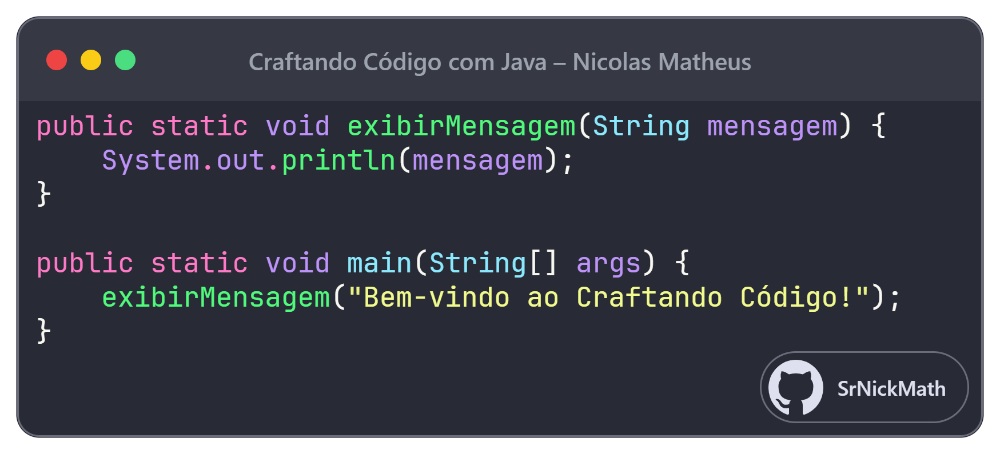 Craftando Código com Java – Nicolas Matheus
public static void exibirMensagem(String mensagem) {
    System.out.println(mensagem);
}

public static void main(String[] args) {
    exibirMensagem("Bem-vindo ao Craftando Código!");
}
SrNickMath